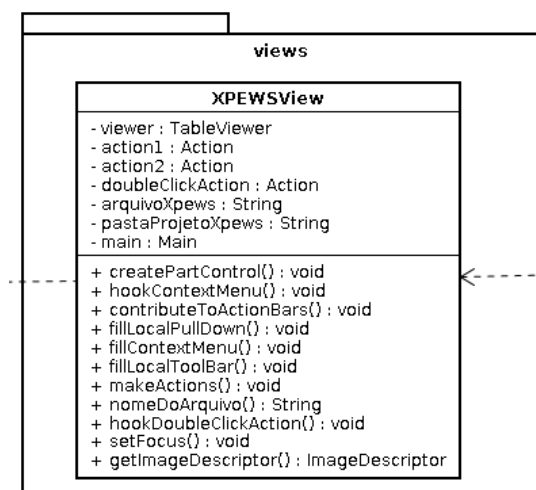 views
XPEWSView
- viewer : TableViewer
- action1 : Action
- action2 : Action
- doubleClickAction : Action
- arquivoXpews : String
- pastaProjetoXpews : String
- main : Main
+ createPartControl() : void
+ hookContextMenu() : void
+ contributeToActionBars() : void
+ fillLocalPullDown() : void
+ fillContextMenu() : void
+ fillLocalToolBar() : void
+ makeActions() : void
+ nomeDoArquivo() : String
+ hookDoubleClickAction() : void
+ setFocus() : void
+ getImageDescriptor() : ImageDescriptor